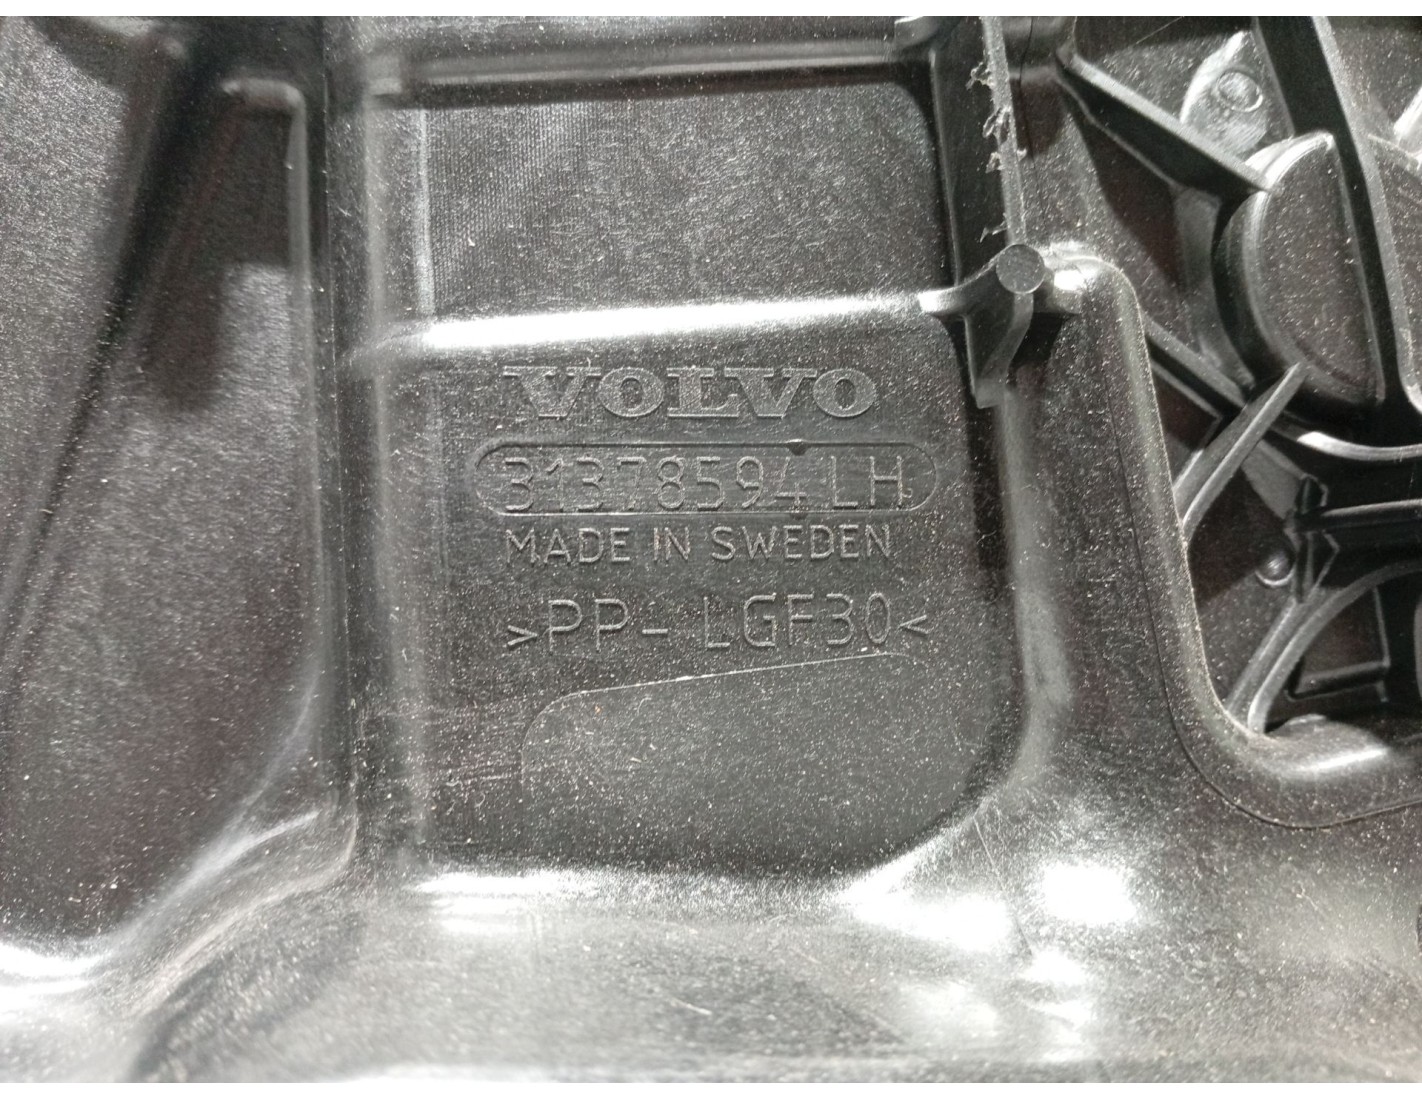 VOLVO
31378594 LH
MADE IN SWEDEN
>PP- LGF30<